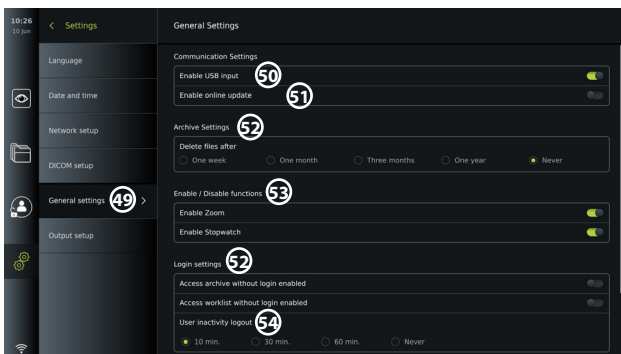 10:26
10 Jun
Settings
General Settings
Language
Date and time
Network setup
DICOM setup
General settings 49
Output setup
Communication Settings
Enable USB input 50
Enable online update 51
Archive Settings 52
Delete files after
One week One month Three months One year Never
Enable / Disable functions 53
Enable Zoom
Enable Stopwatch
Login settings 52
Access archive without login enabled
Access worklist without login enabled
User inactivity logout 54
10 min. 30 min. 60 min. Never